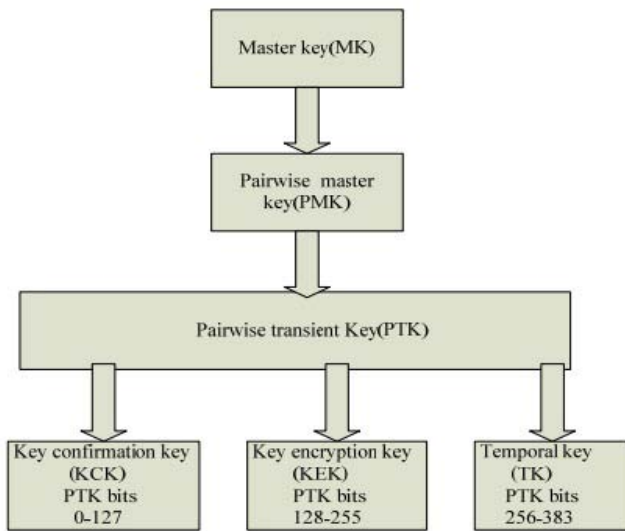 Master key(MK)
Pairwise master
key(PMK)
Pairwise transient Key(PTK)
Key confirmation key
(KCK)
PTK bits
0-127
Key encryption key
(KEK)
PTK bits
128-255
Temporal key
(TK)
PTK bits
256-383